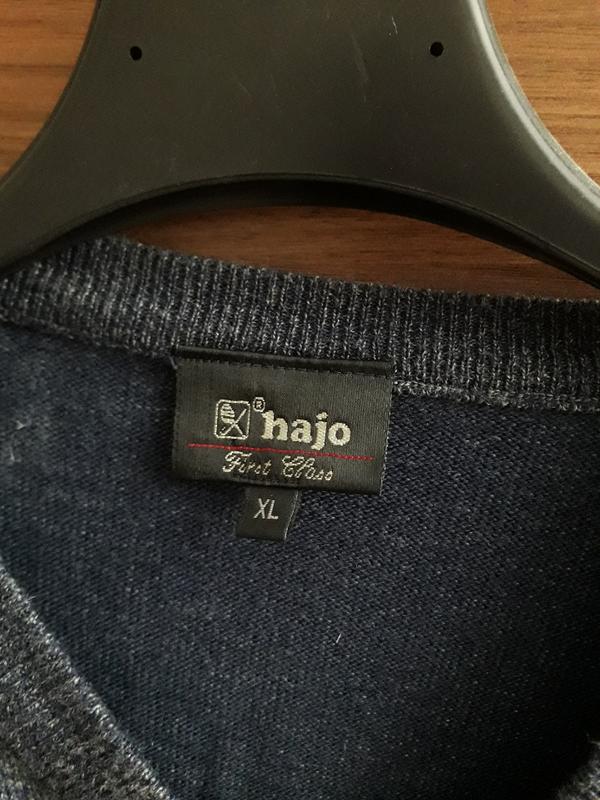 ® hajo
First Class
XL